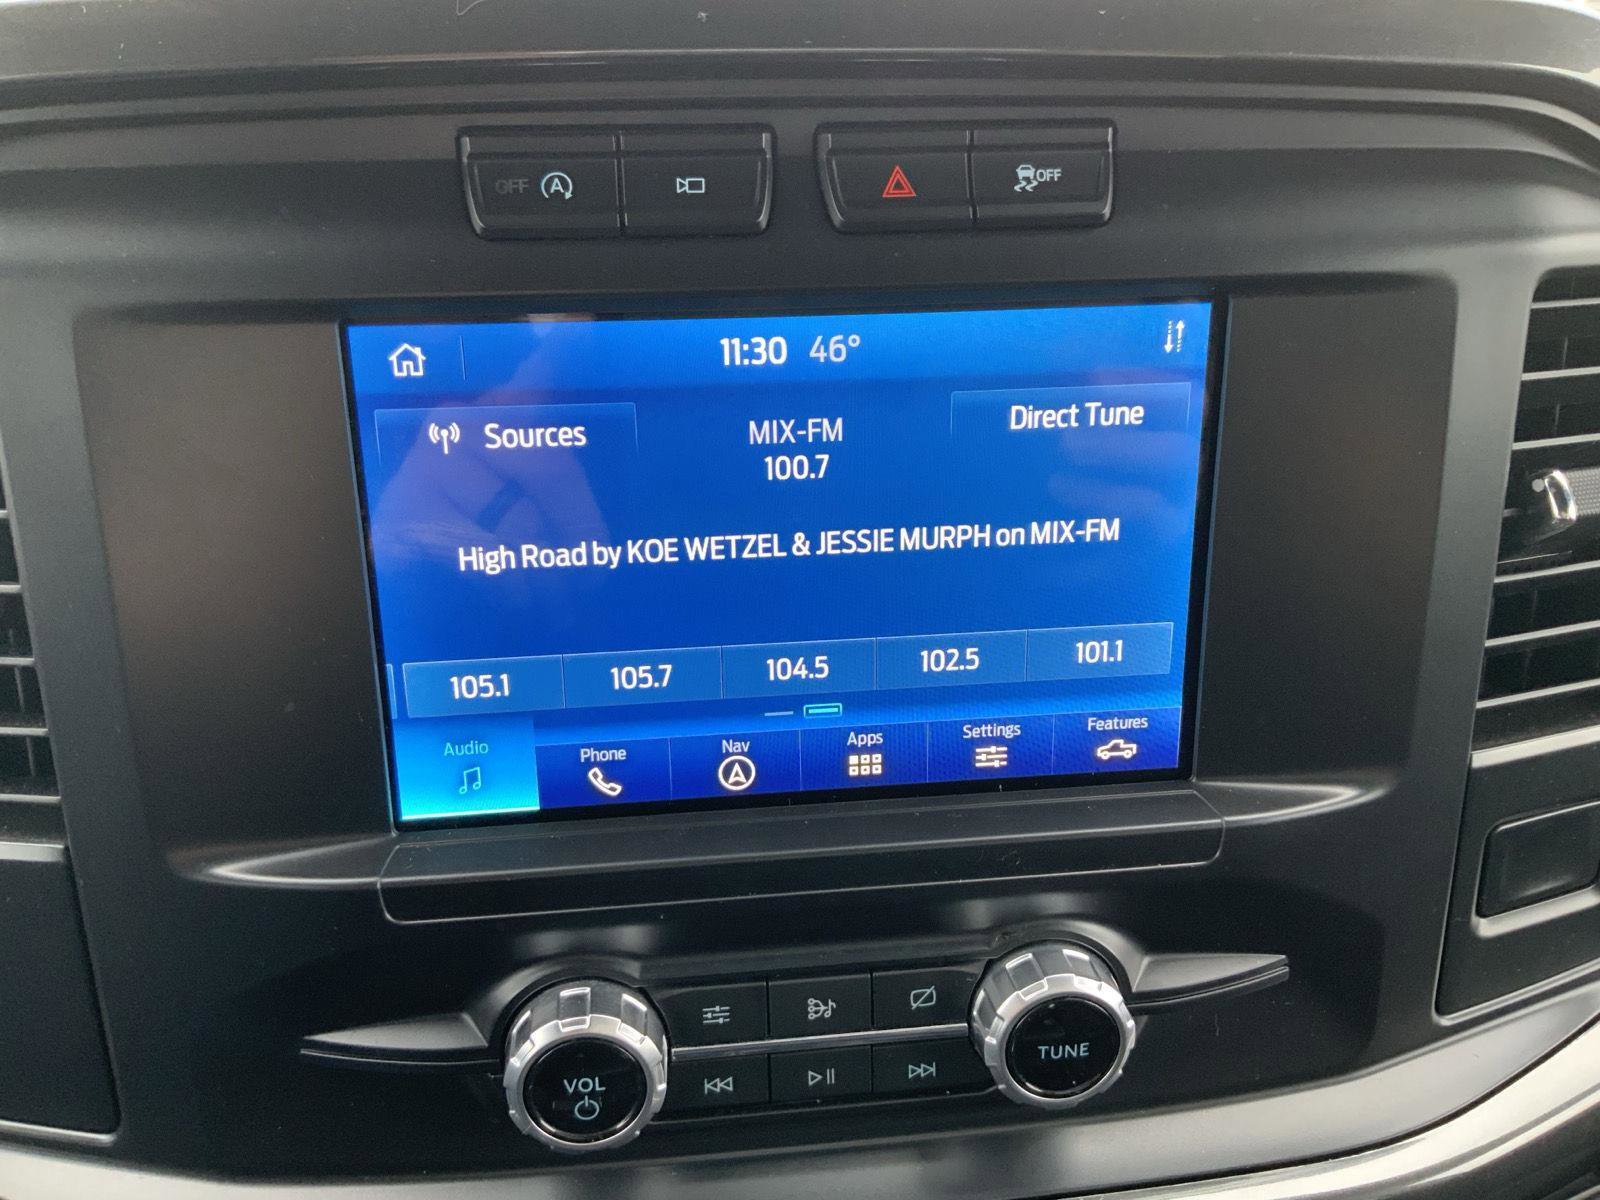 OFF A
OFF
11:30 46°
Sources
MIX-FM
100.7
Direct Tune
High Road by KOE WETZEL & JESSIE MURPH on MIX-FM
105.1 105.7 104.5 102.5 101.1
Audio Phone Nav Apps Settings Features
VOL
TUNE